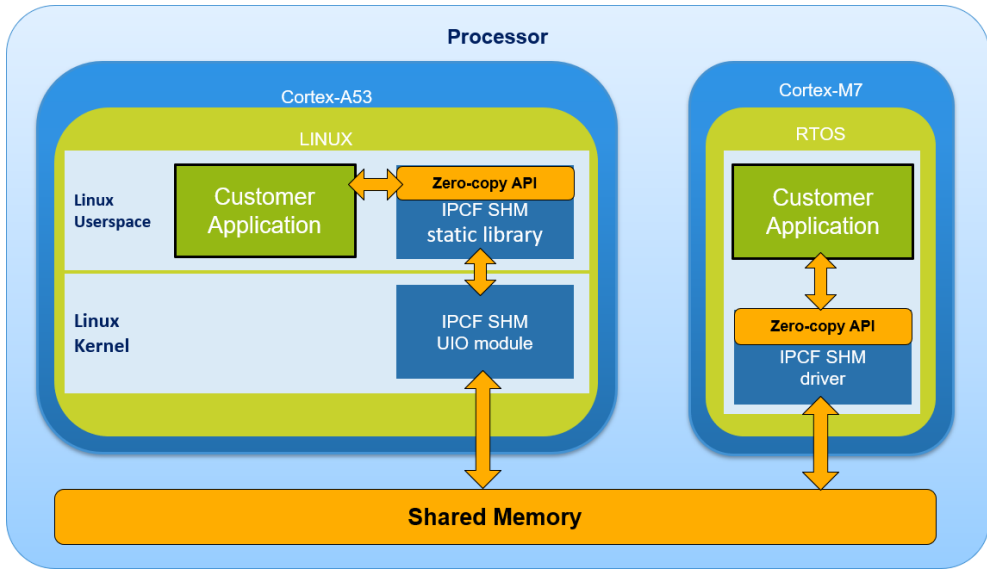 Processor
Cortex-A53
LINUX
Linux
Userspace
Customer
Application
Zero-copy API
IPCF SHM
static library
Linux
Kernel
IPCF SHM
UIO module
Cortex-M7
RTOS
Customer
Application
Zero-copy API
IPCF SHM
driver
Shared Memory